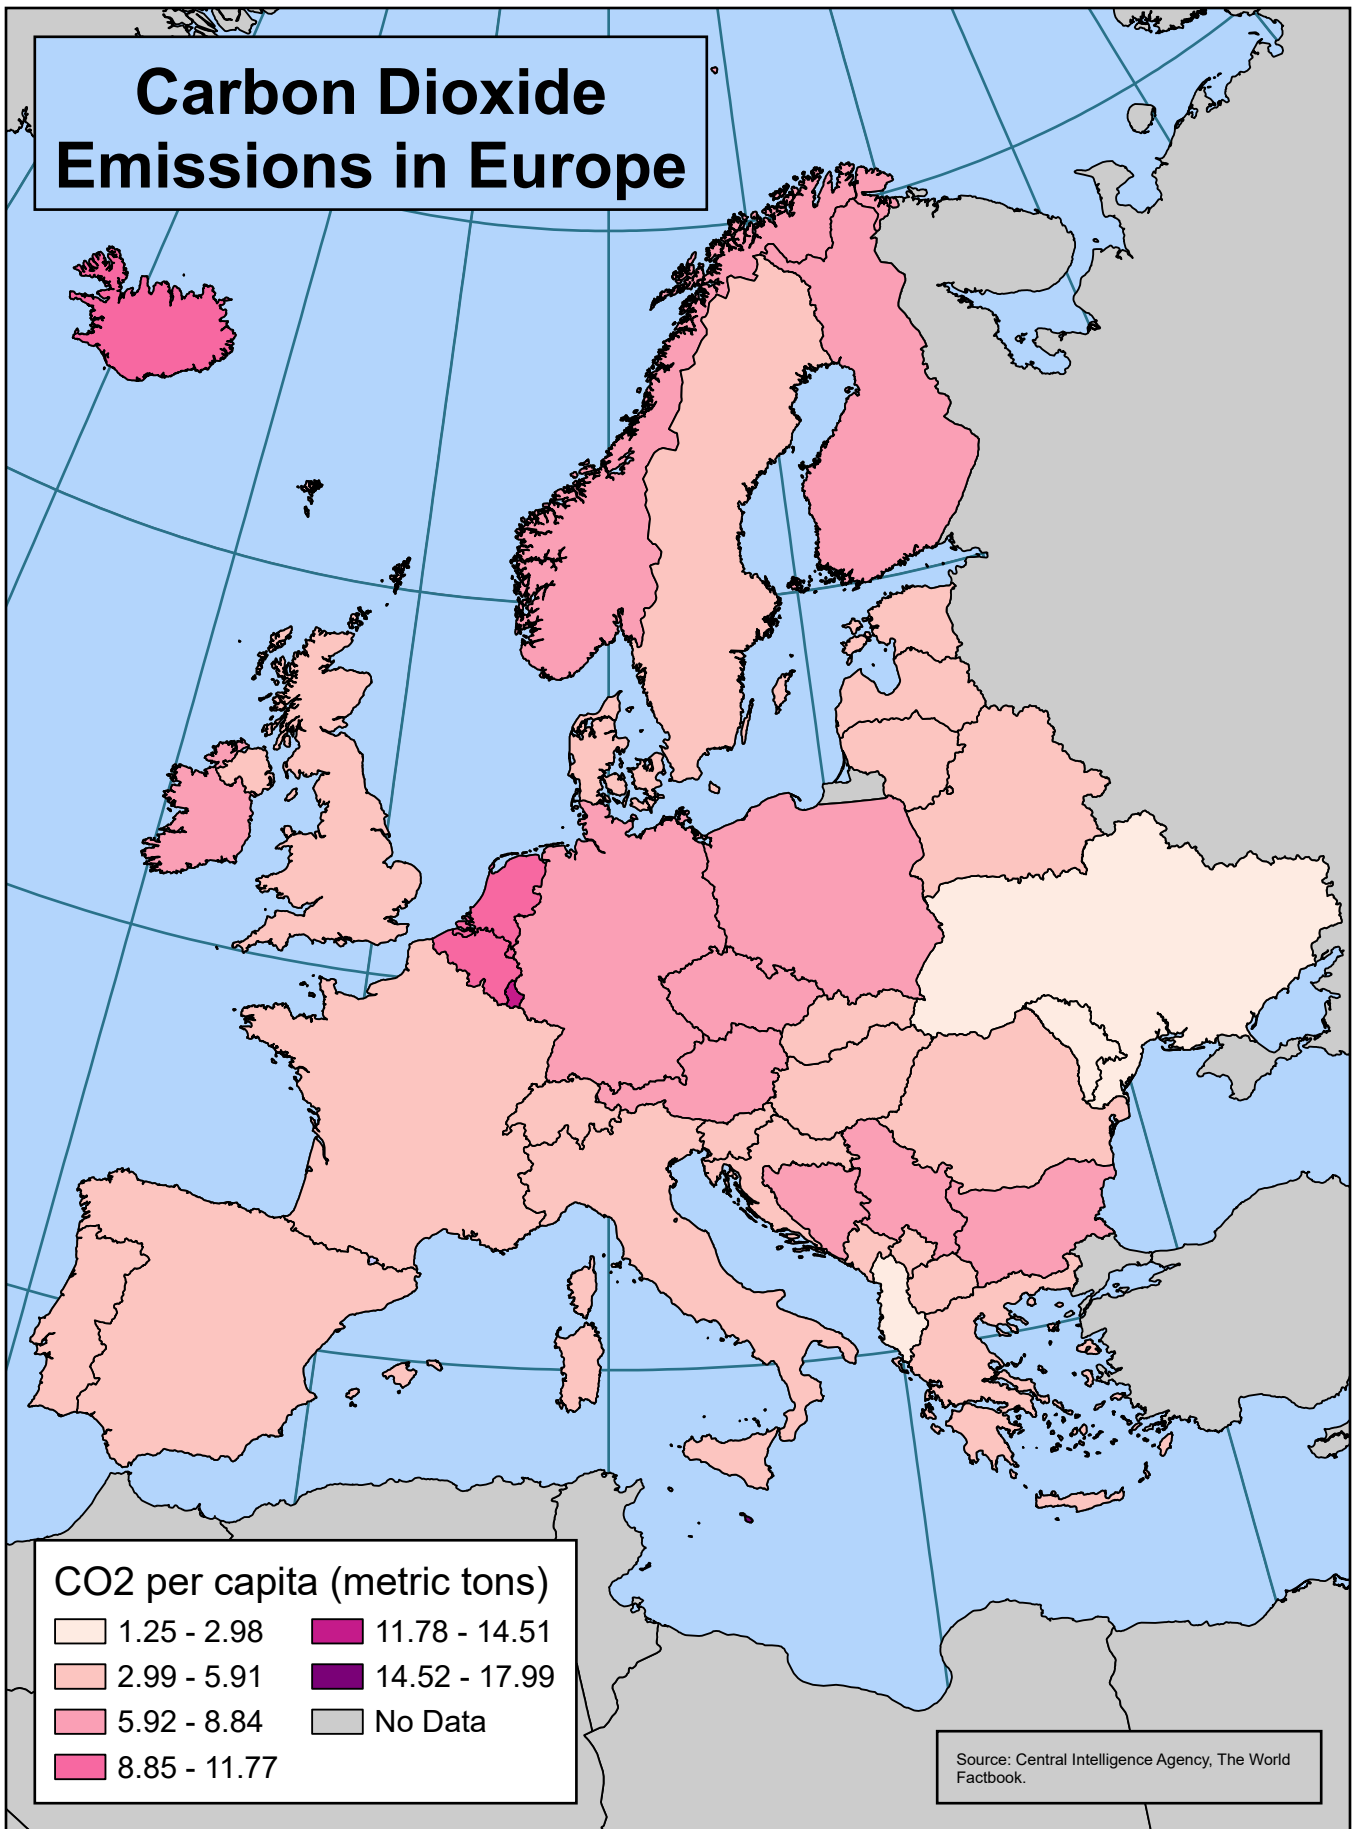 Carbon Dioxide
Emissions in Europe
CO2 per capita (metric tons)
1.25 - 2.98
2.99 - 5.91
5.92 - 8.84
8.85 - 11.77
11.78 - 14.51
14.52 - 17.99
No Data
Source: Central Intelligence Agency, The World
Factbook.